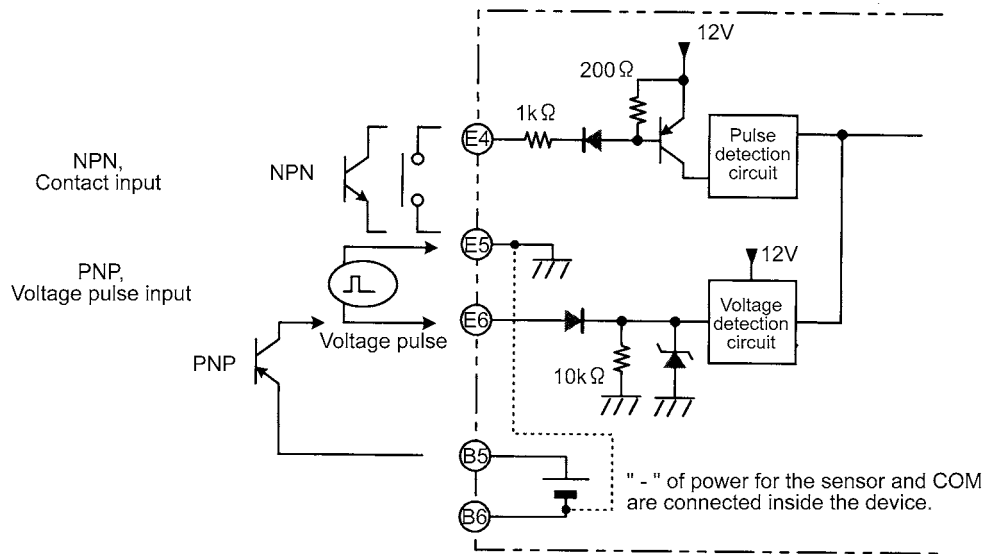 12V
200Ω
1kΩ
E4
Pulse
detection
circuit
NPN,
Contact input
NPN
E5
12V
PNP,
Voltage pulse input
E6
Voltage
detection
circuit
Voltage pulse
PNP
10kΩ
B5
" - " of power for the sensor and COM
are connected inside the device.
B6